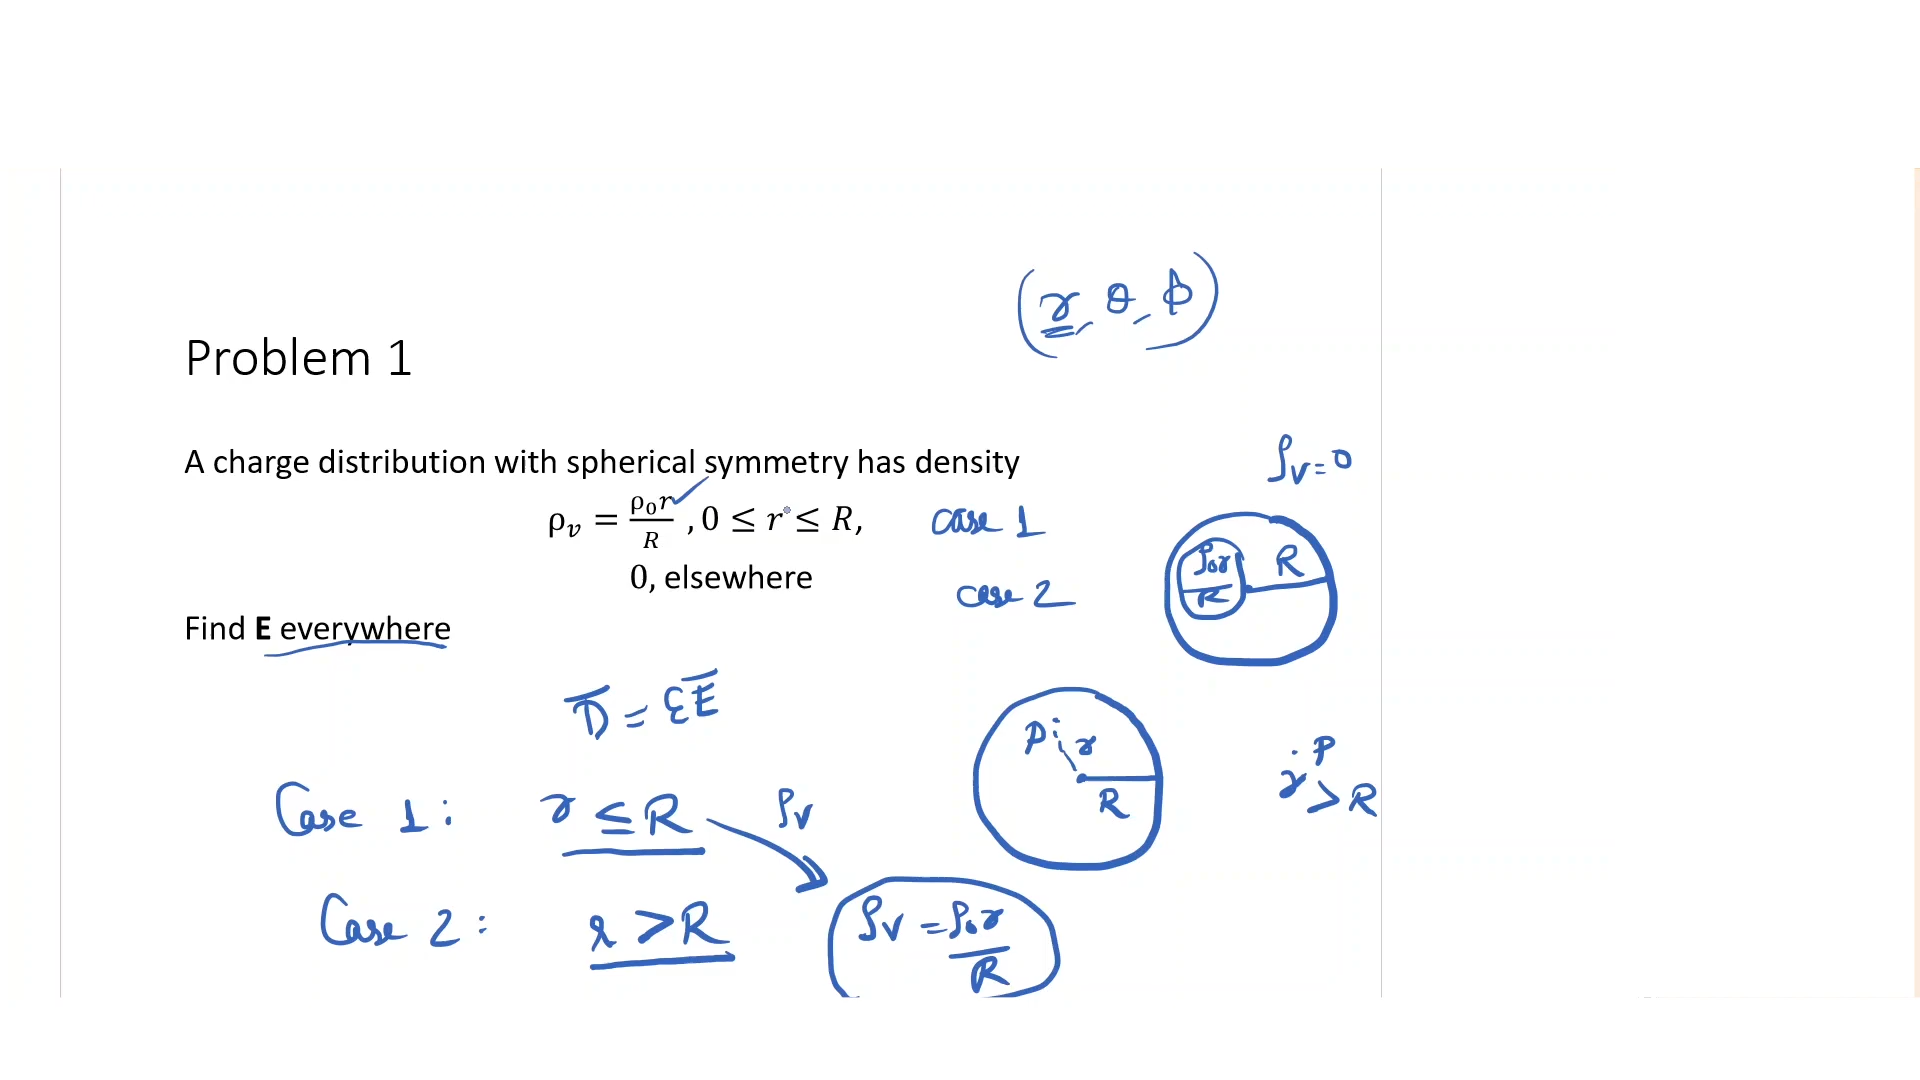 (r, θ, φ)
Problem 1
A charge distribution with spherical symmetry has density
ρᵥ = ρ₀r/R , 0 ≤ r ≤ R,
case 1
0, elsewhere
case 2
Find E everywhere
ρᵥ = 0
ρ₀r/R
R
D̅ = εE̅
P
r
R
P
r > R
Case 1: r ≤ R
ρᵥ
Case 2: r > R
ρᵥ = ρ₀r/R